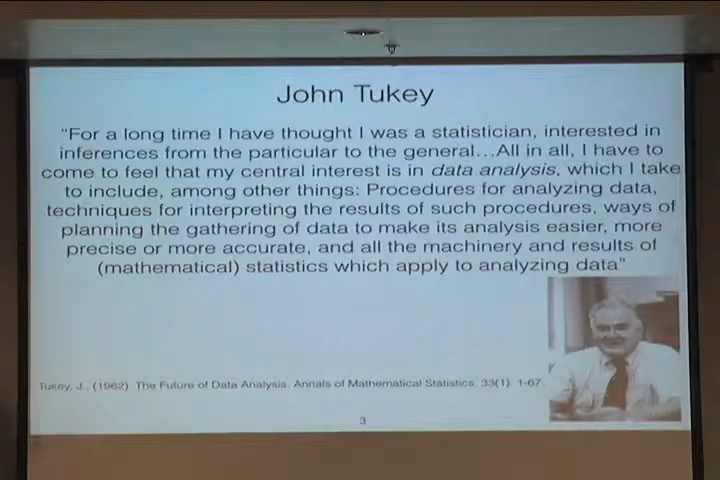 John Tukey
"For a long time I have thought I was a statistician, interested in
inferences from the particular to the general...All in all, I have to
come to feel that my central interest is in data analysis, which I take
to include, among other things: Procedures for analyzing data,
techniques for interpreting the results of such procedures, ways of
planning the gathering of data to make its analysis easier, more
precise or more accurate, and all the machinery and results of
(mathematical) statistics which apply to analyzing data"
Tukey, J., (1962) The Future of Data Analysis. Annals of Mathematical Statistics. 33(1): 1-67
3